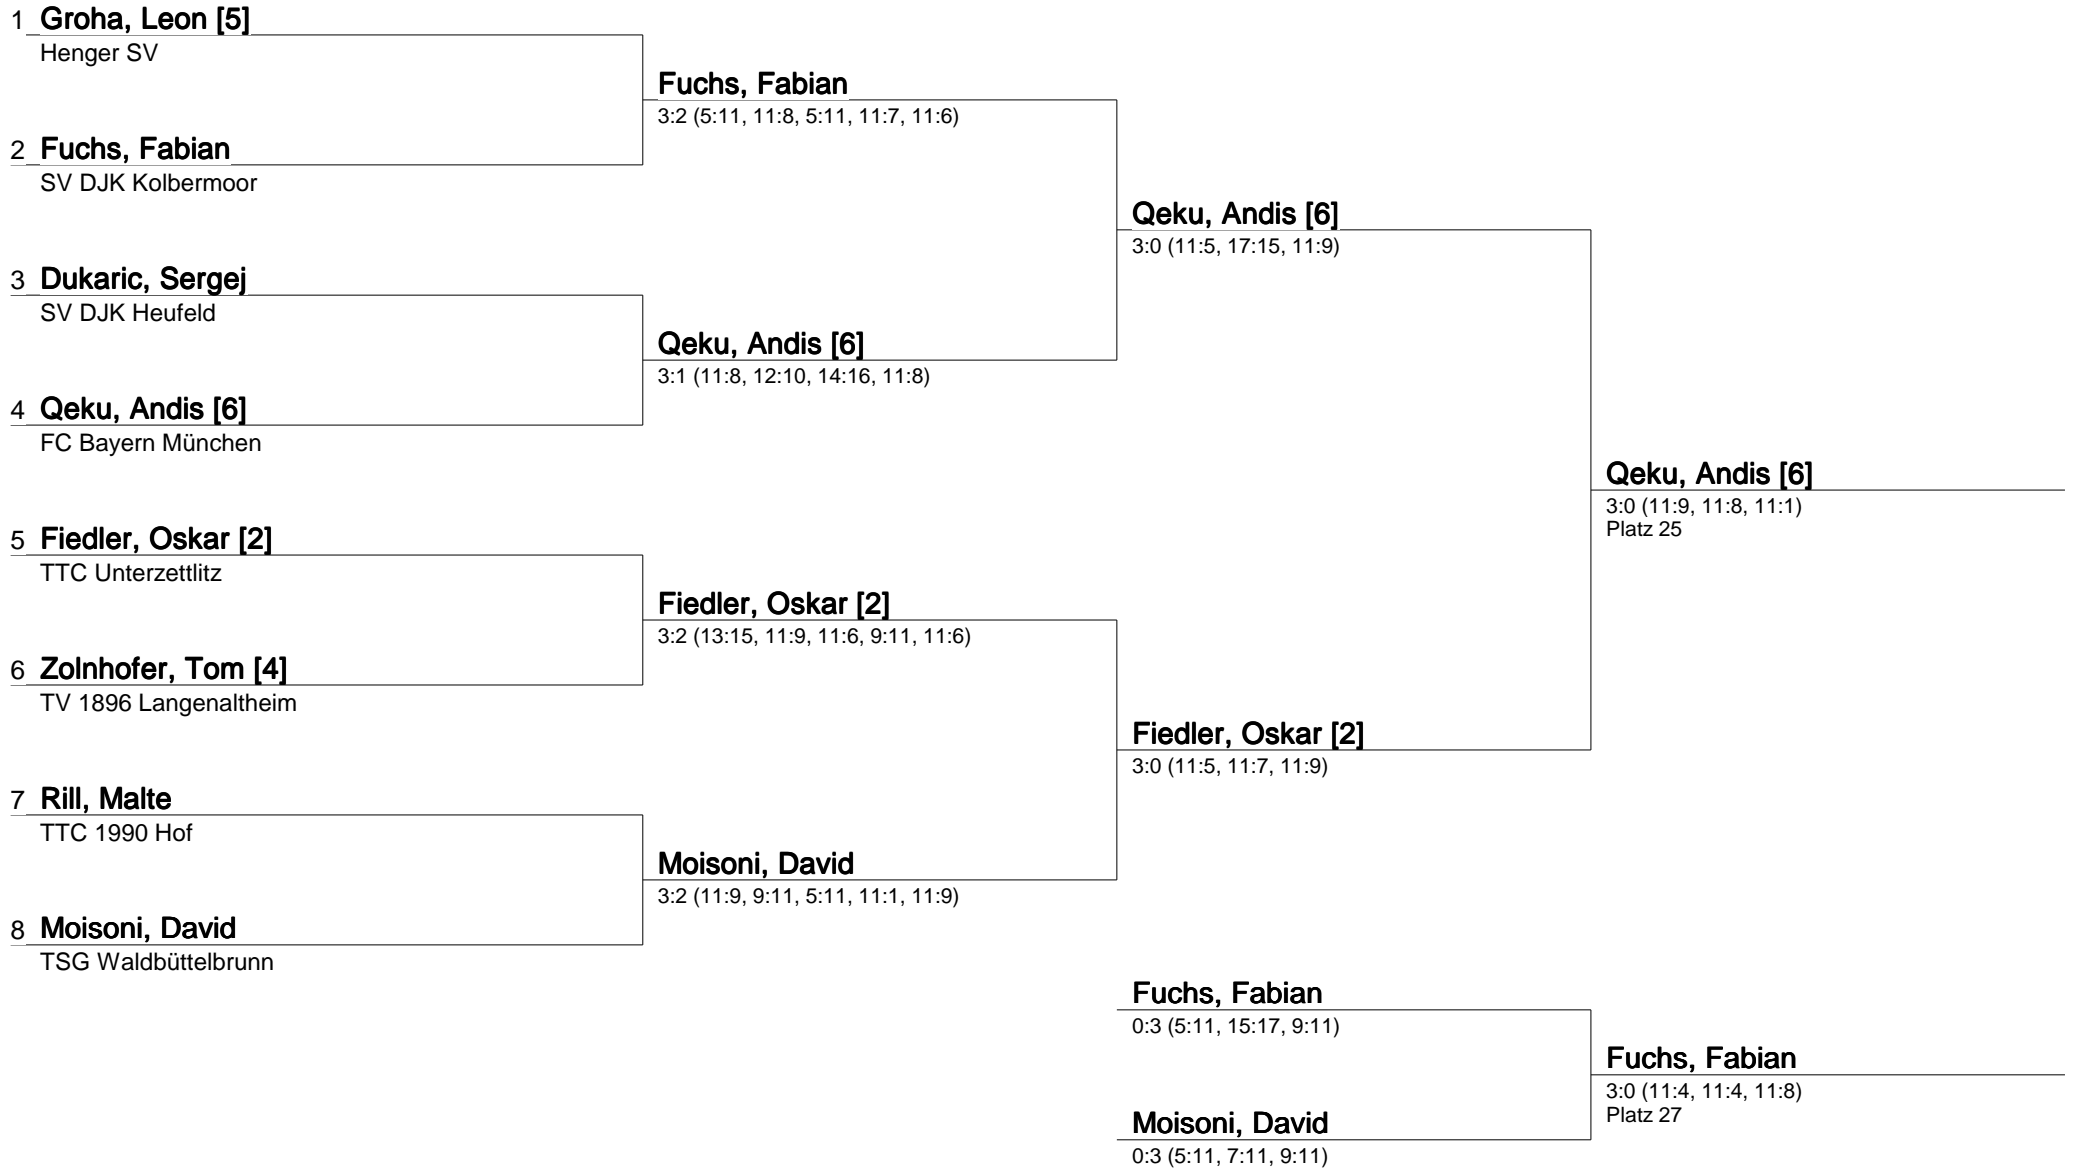 1 Groha, Leon [5]
Henger SV
Fuchs, Fabian
3:2 (5:11, 11:8, 5:11, 11:7, 11:6)
2 Fuchs, Fabian
SV DJK Kolbermoor
Qeku, Andis [6]
3:0 (11:5, 17:15, 11:9)
3 Dukaric, Sergej
SV DJK Heufeld
Qeku, Andis [6]
3:1 (11:8, 12:10, 14:16, 11:8)
4 Qeku, Andis [6]
FC Bayern München
Qeku, Andis [6]
3:0 (11:9, 11:8, 11:1)
Platz 25
5 Fiedler, Oskar [2]
TTC Unterzettlitz
Fiedler, Oskar [2]
3:2 (13:15, 11:9, 11:6, 9:11, 11:6)
6 Zolnhofer, Tom [4]
TV 1896 Langenaltheim
Fiedler, Oskar [2]
3:0 (11:5, 11:7, 11:9)
7 Rill, Malte
TTC 1990 Hof
Moisoni, David
3:2 (11:9, 9:11, 5:11, 11:1, 11:9)
8 Moisoni, David
TSG Waldbüttelbrunn
Fuchs, Fabian
0:3 (5:11, 15:17, 9:11)
Fuchs, Fabian
3:0 (11:4, 11:4, 11:8)
Platz 27
Moisoni, David
0:3 (5:11, 7:11, 9:11)